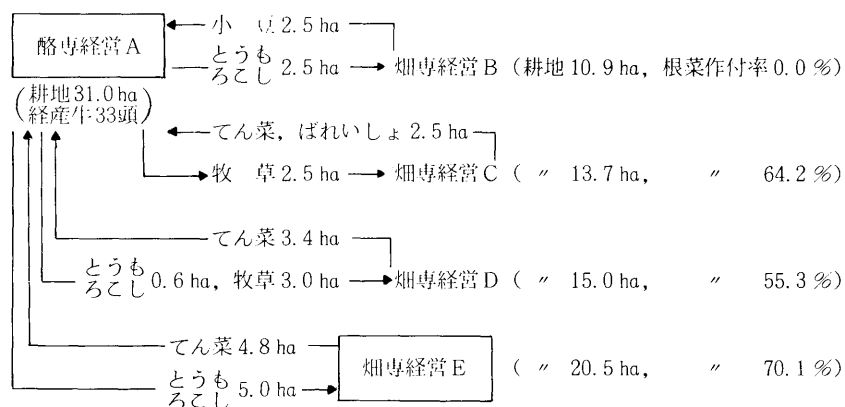 小豆 2.5 ha
酪専経営A
とうもろこし 2.5 ha
畑専経営B (耕地 10.9 ha, 根菜作付率 0.0 %)
(耕地 31.0 ha
経産牛 33頭)
てん菜, ばれいしょ 2.5 ha
牧草 2.5 ha 畑専経営C ( 〃 13.7 ha, 〃 64.2 %)
てん菜 3.4 ha
とうもろこし 0.6 ha, 牧草 3.0 ha 畑専経営D ( 〃 15.0 ha, 〃 55.3 %)
てん菜 4.8 ha
畑専経営E ( 〃 20.5 ha, 〃 70.1 %)
とうもろこし 5.0 ha